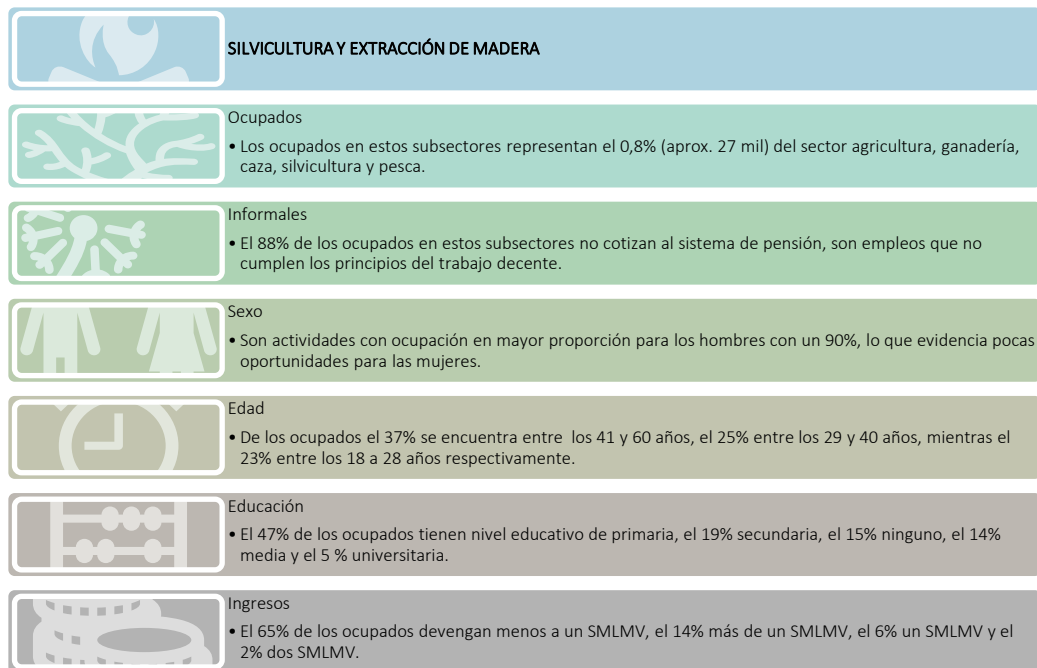 SILVICULTURA Y EXTRACCIÓN DE MADERA
Ocupados
• Los ocupados en estos subsectores representan el 0,8% (aprox. 27 mil) del sector agricultura, ganadería,
caza, silvicultura y pesca.
Informales
• El 88% de los ocupados en estos subsectores no cotizan al sistema de pensión, son empleos que no
cumplen los principios del trabajo decente.
Sexo
• Son actividades con ocupación en mayor proporción para los hombres con un 90%, lo que evidencia pocas
oportunidades para las mujeres.
Edad
• De los ocupados el 37% se encuentra entre los 41 y 60 años, el 25% entre los 29 y 40 años, mientras el
23% entre los 18 a 28 años respectivamente.
Educación
• El 47% de los ocupados tienen nivel educativo de primaria, el 19% secundaria, el 15% ninguno, el 14%
media y el 5 % universitaria.
Ingresos
• El 65% de los ocupados devengan menos a un SMLMV, el 14% más de un SMLMV, el 6% un SMLMV y el
2% dos SMLMV.